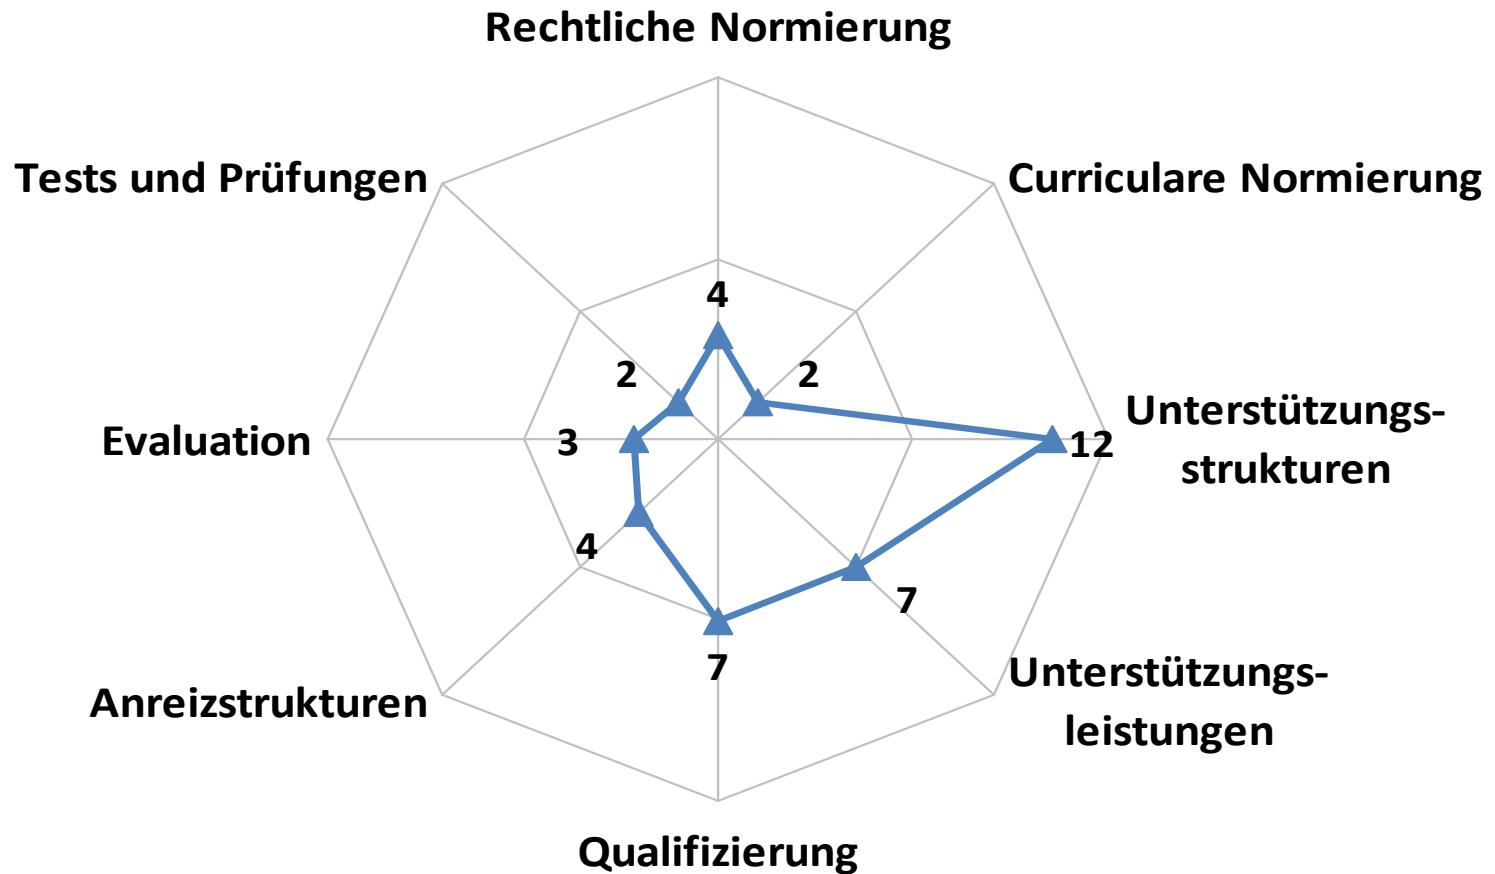 Rechtliche Normierung
Tests und Prüfungen
Curriculare Normierung
4
2
2
Unterstützungs-
strukturen
Evaluation
3
12
4
7
Unterstützungs-
leistungen
7
Anreizstrukturen
Qualifizierung